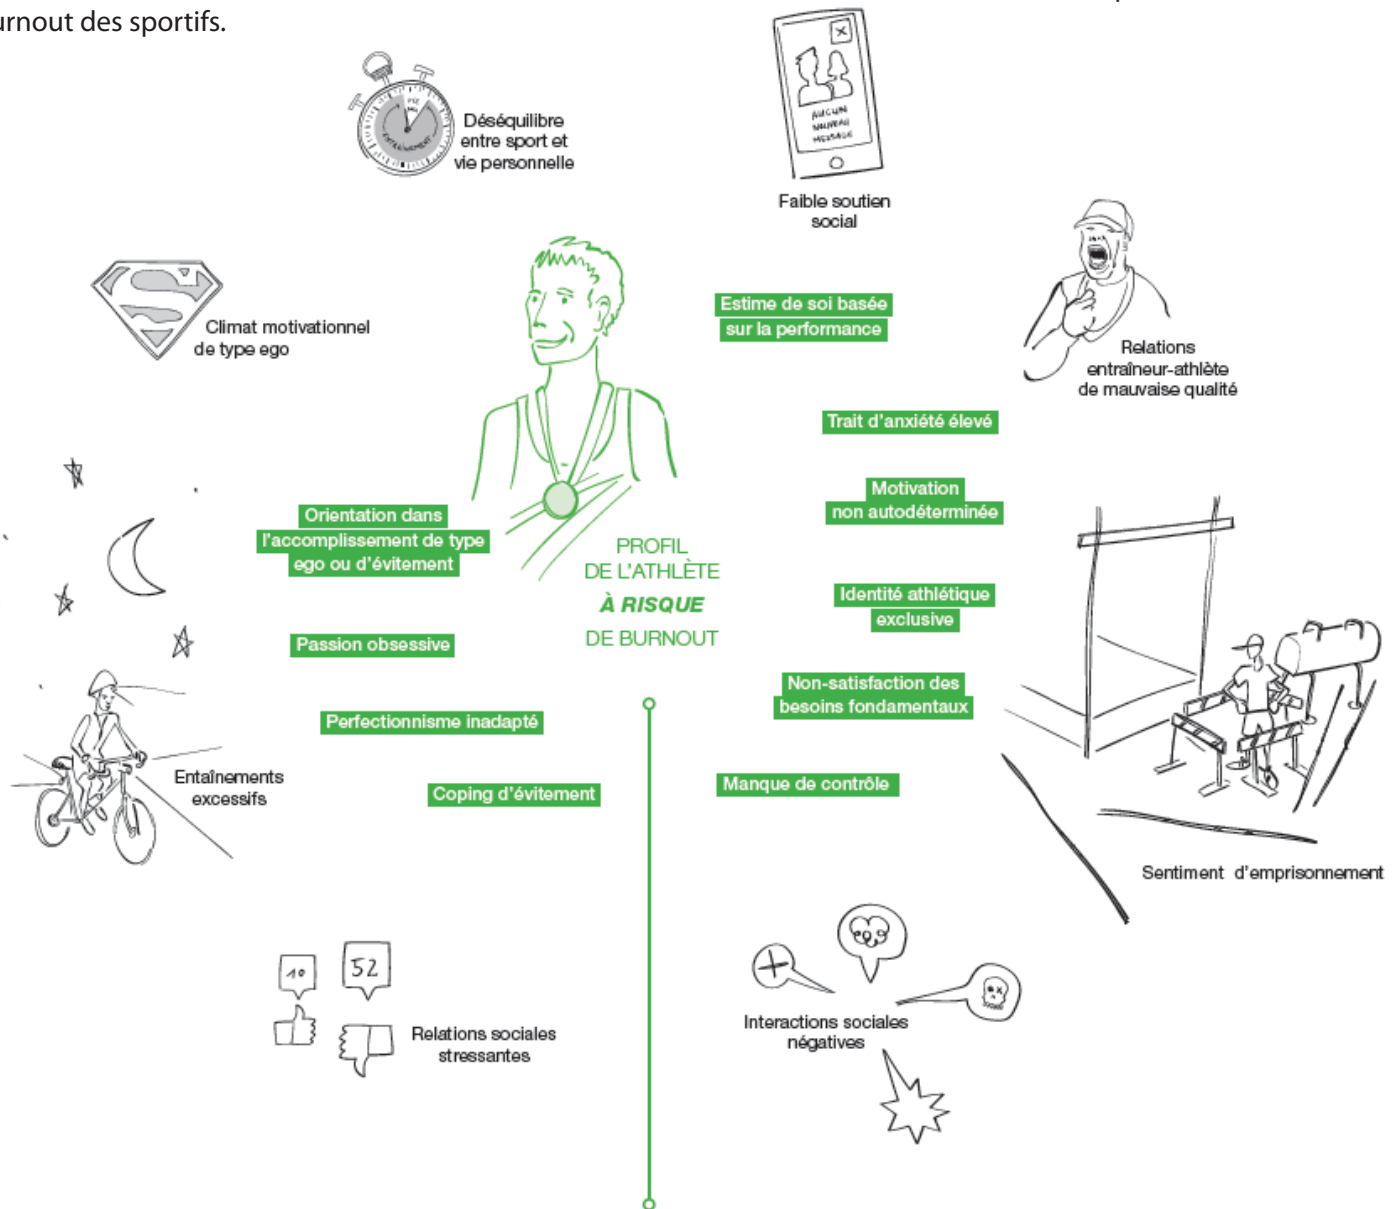 urnout des sportifs.
PIZ
ENTRAÎNEMENT
Déséquilibre
entre sport et
vie personnelle
AUCUN
NOUVEAU
MESSAGE
Faible soutien
social
Climat motivationnel
de type ego
Estime de soi basée
sur la performance
Relations
entraîneur-athlète
de mauvaise qualité
Trait d'anxiété élevé
Motivation
non autodéterminée
Orientation dans
l'accomplissement de type
ego ou d'évitement
PROFIL
DE L'ATHLÈTE
À RISQUE
DE BURNOUT
Identité athlétique
exclusive
Passion obsessive
Non-satisfaction des
besoins fondamentaux
Perfectionnisme inadapté
Entaînements
excessifs
Coping d'évitement
Manque de contrôle
Sentiment d'emprisonnement
10
52
Relations sociales
stressantes
Interactions sociales
négatives